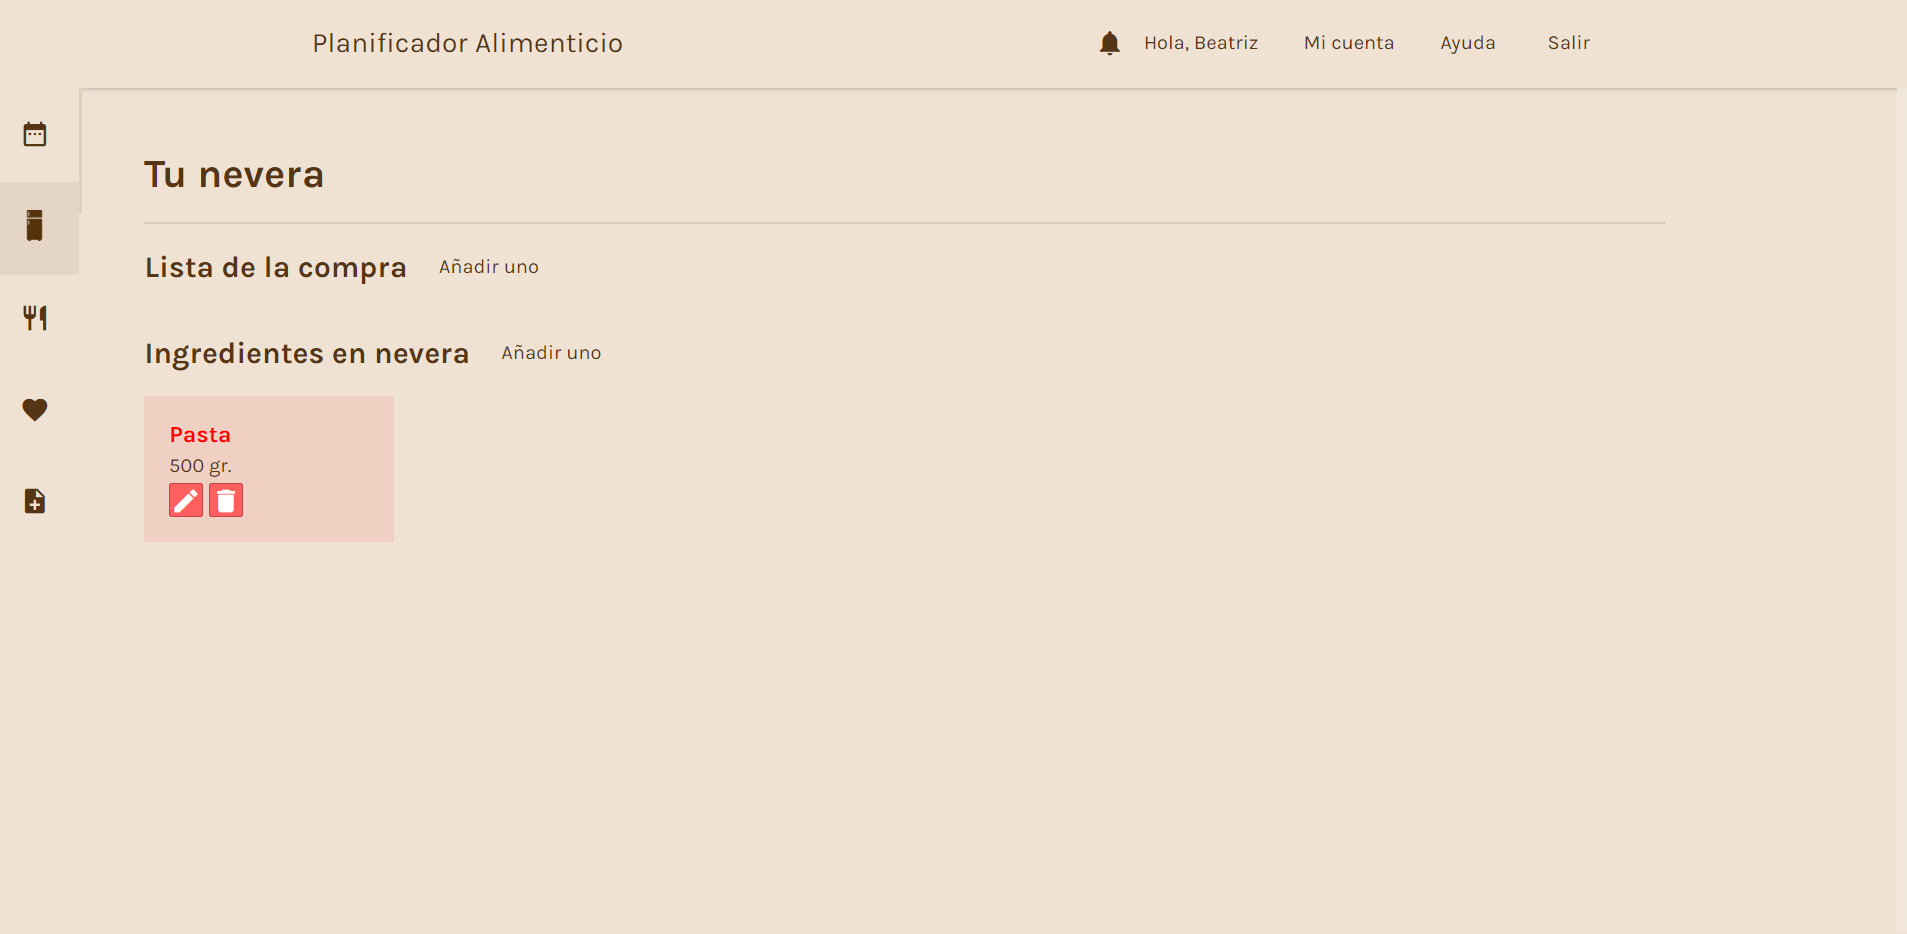 Planificador Alimenticio
Hola, Beatriz
Mi cuenta
Ayuda
Salir
Tu nevera
Lista de la compra
Añadir uno
Ingredientes en nevera
Añadir uno
Pasta
500 gr.